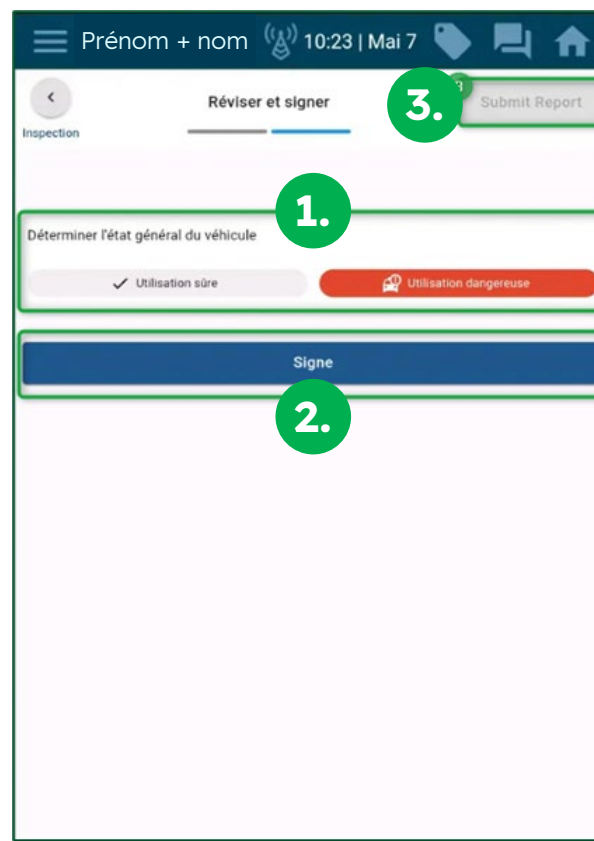 Prénom + nom 10:23 | Mai 7
Inspection
Réviser et signer
3.
Submit Report
1.
Déterminer l'état général du véhicule
Utilisation sûre
Utilisation dangereuse
Signe
2.